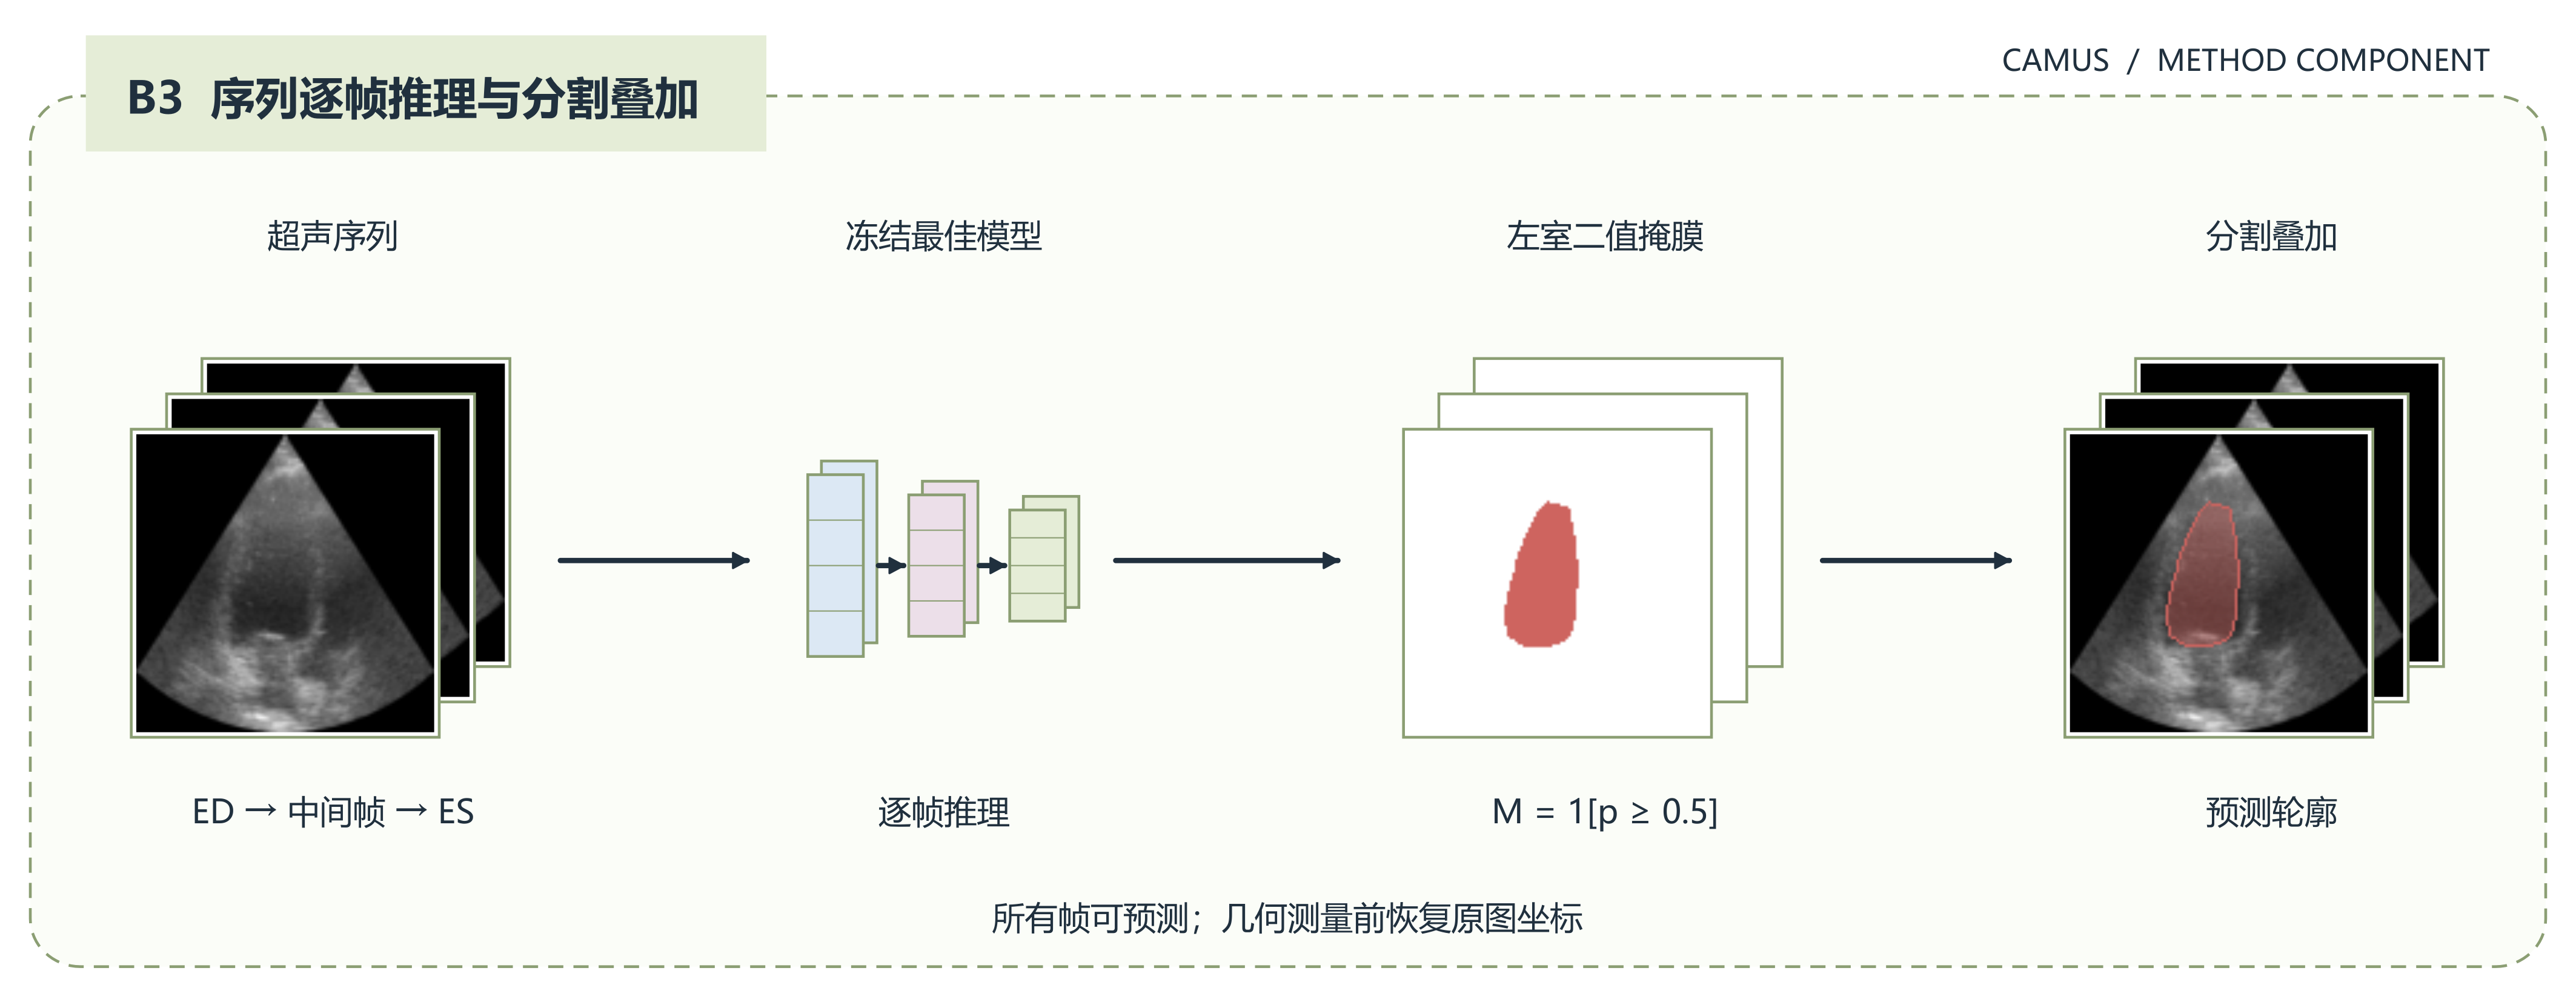 CAMUS / METHOD COMPONENT
B3 序列逐帧推理与分割叠加
超声序列
冻结最佳模型
左室二值掩膜
分割叠加
ED → 中间帧 → ES
逐帧推理
M = 1[p ≥ 0.5]
预测轮廓
所有帧可预测；几何测量前恢复原图坐标